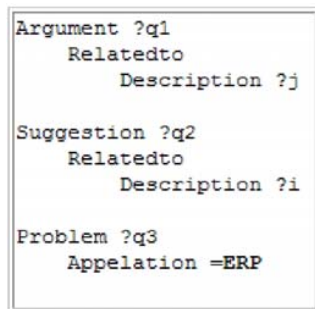 Argument ?q1
Relatedto
Description ?j
Suggestion ?q2
Relatedto
Description ?i
Problem ?q3
Appelation =ERP